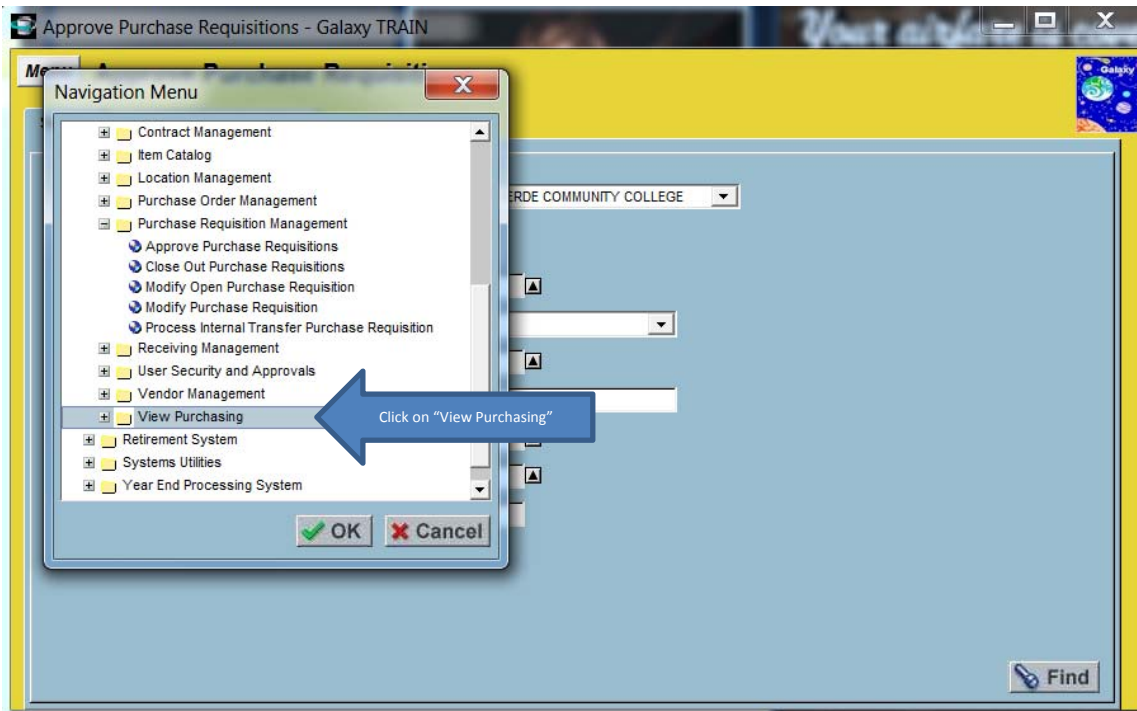 Approve Purchase Requisitions - Galaxy TRAIN
Your
X
Galaxy
Navigation Menu
X
Contract Management
Item Catalog
Location Management
ERDE COMMUNITY COLLEGE
Purchase Order Management
Purchase Requisition Management
Approve Purchase Requisitions
Close Out Purchase Requisitions
Modify Open Purchase Requisition
Modify Purchase Requisition
Process Internal Transfer Purchase Requisition
Receiving Management
User Security and Approvals
Vendor Management
View Purchasing
Click on “View Purchasing”
Retirement System
Systems Utilities
Year End Processing System
OK
Cancel
Find